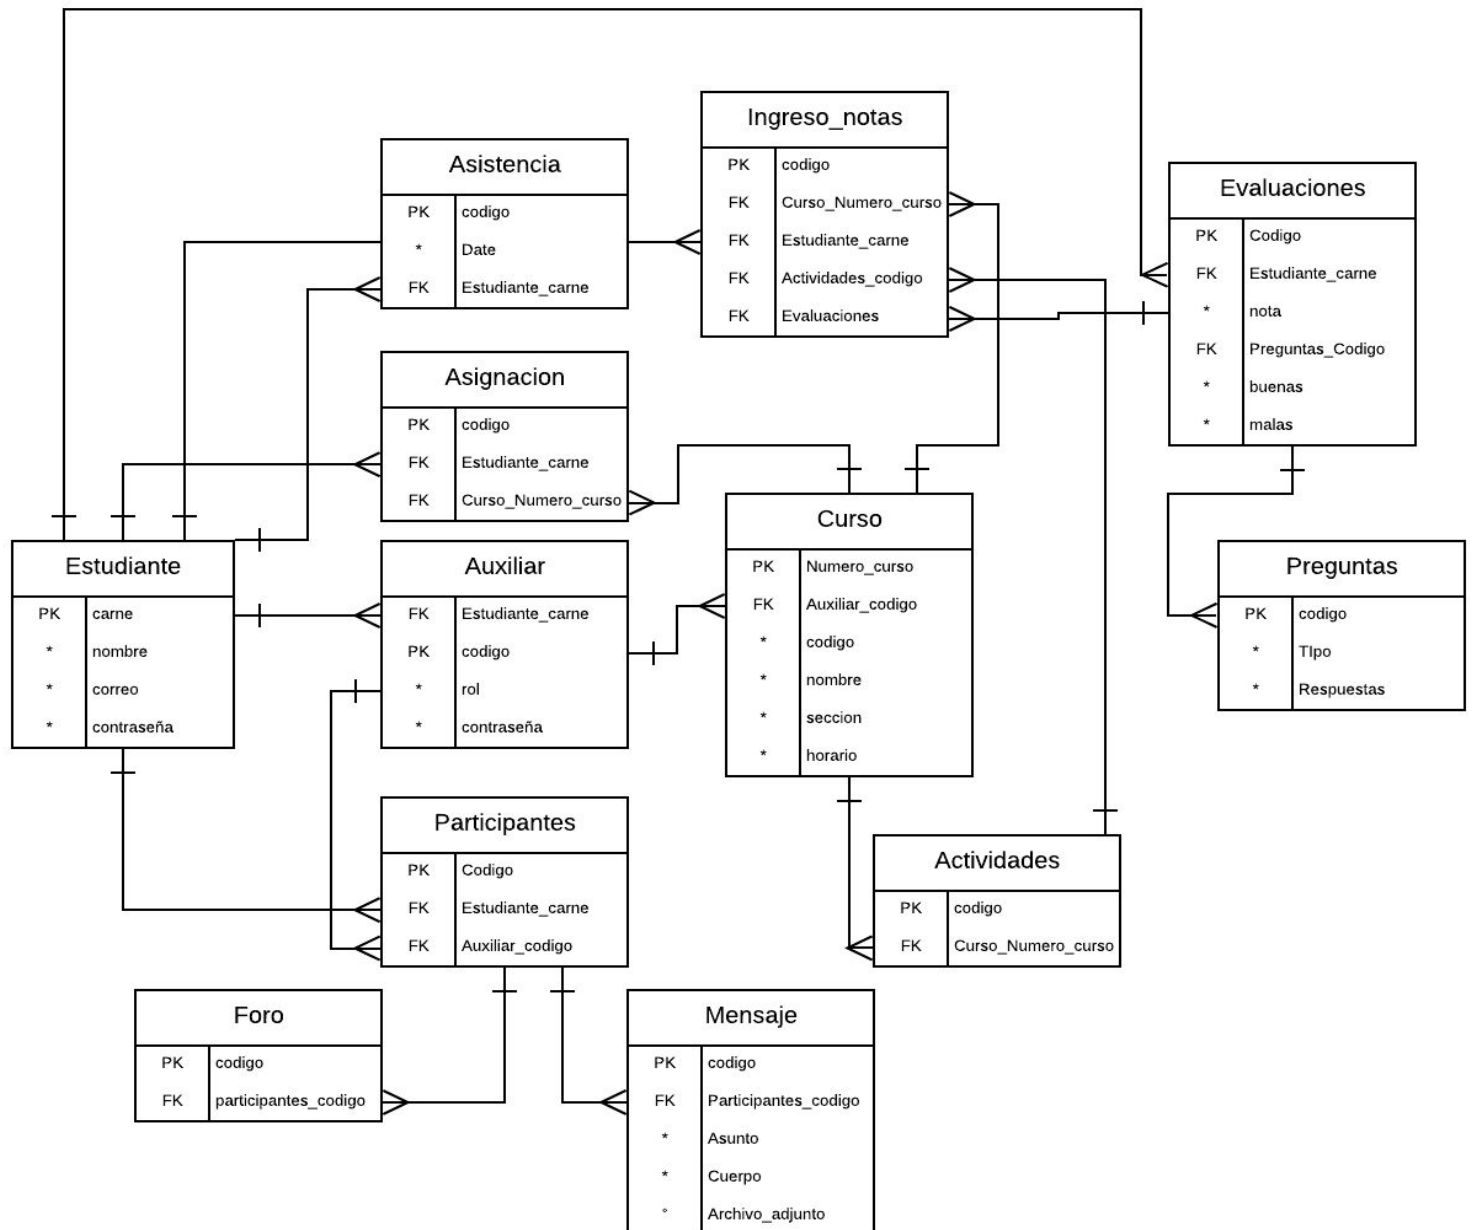 Ingreso_notas
PK codigo
FK Curso_Numero_curso
FK Estudiante_carne
FK Actividades_codigo
FK Evaluaciones
Asistencia
PK codigo
* Date
FK Estudiante_carne
Evaluaciones
PK Codigo
FK Estudiante_carne
* nota
FK Preguntas_Codigo
* buenas
* malas
Asignacion
PK codigo
FK Estudiante_carne
FK Curso_Numero_curso
Curso
PK Numero_curso
FK Auxiliar_codigo
* codigo
* nombre
* seccion
* horario
Estudiante
PK carne
* nombre
* correo
* contraseña
Auxiliar
FK Estudiante_carne
PK codigo
* rol
* contraseña
Preguntas
PK codigo
* TIpo
* Respuestas
Participantes
PK Codigo
FK Estudiante_carne
FK Auxiliar_codigo
Actividades
PK codigo
FK Curso_Numero_curso
Foro
PK codigo
FK participantes_codigo
Mensaje
PK codigo
FK Participantes_codigo
* Asunto
* Cuerpo
° Archivo_adjunto